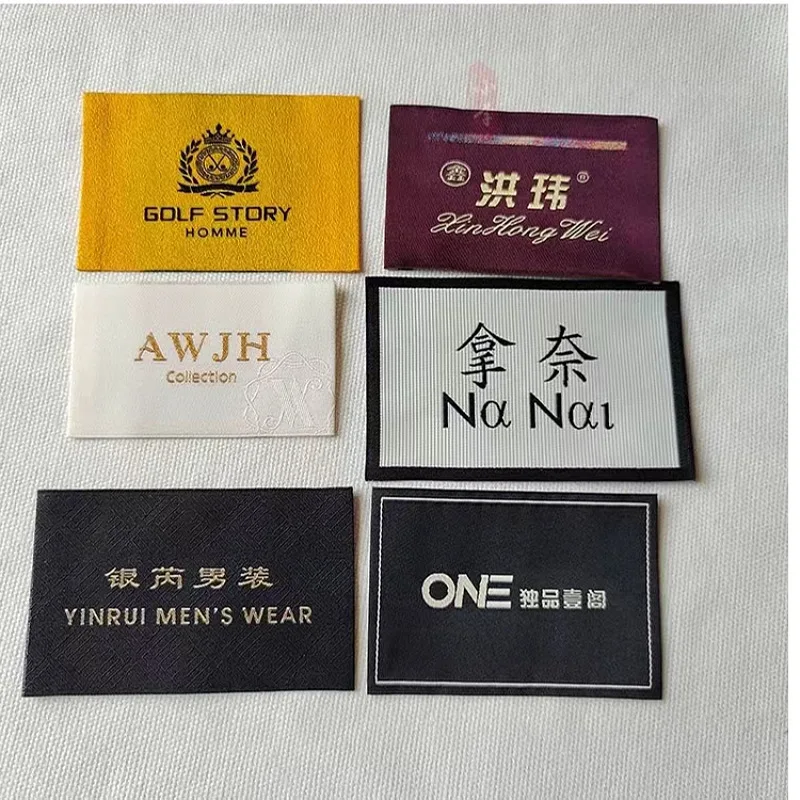 GOLF STORY
HOMME
鑫 洪玮®
XinHongWei
AWJH
Collection
拿奈
Nα Nαι
银芮男装
YINRUI MEN'S WEAR
ONE 独品壹阁